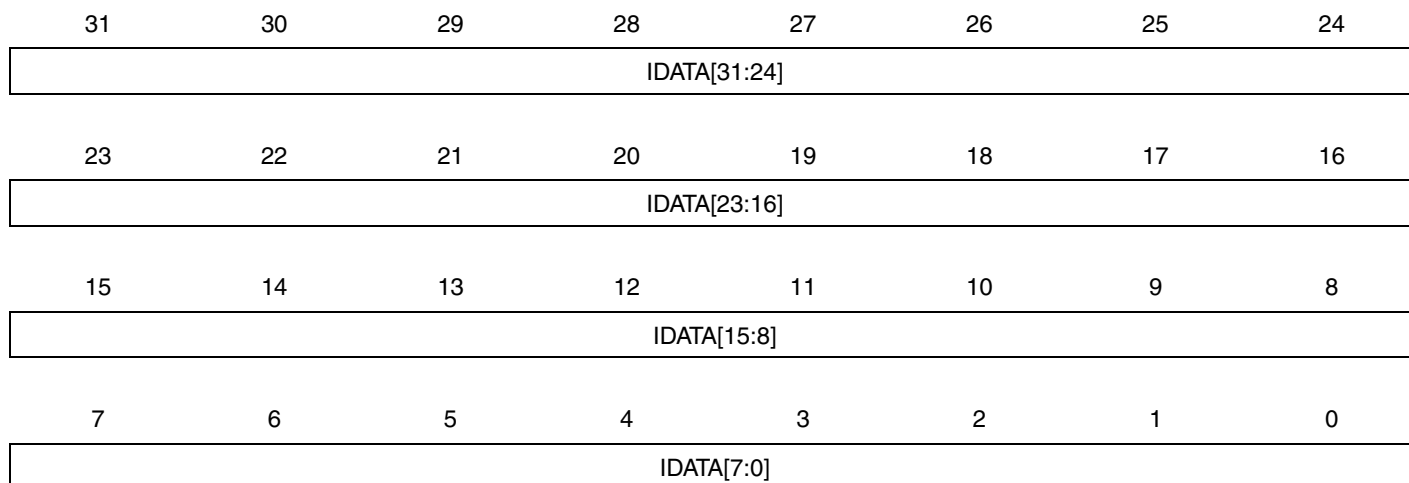 31 30 29 28 27 26 25 24
IDATA[31:24]
23 22 21 20 19 18 17 16
IDATA[23:16]
15 14 13 12 11 10 9 8
IDATA[15:8]
7 6 5 4 3 2 1 0
IDATA[7:0]